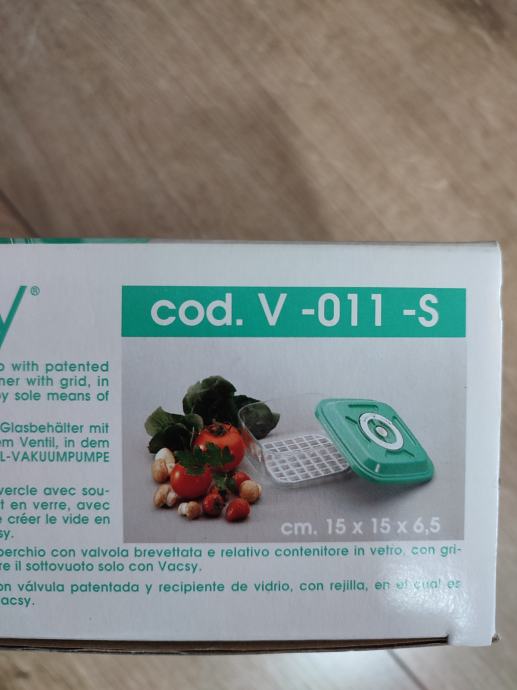 y®
cod. V -011 -S
with patented
ner with grid, in
by sole means of
Glasbehälter mit
em Ventil, in dem
L-VAKUUMPUMPE
vercle avec sou-
t en verre, avec
créer le vide en
sy.
cm. 15 x 15 x 6,5
perchio con valvola brevettata e relativo contenitore in vetro, con gri-
re il sottovuoto solo con Vacsy.
on válvula patentada y recipiente de vidrio, con rejilla, en el cual es
acsy.